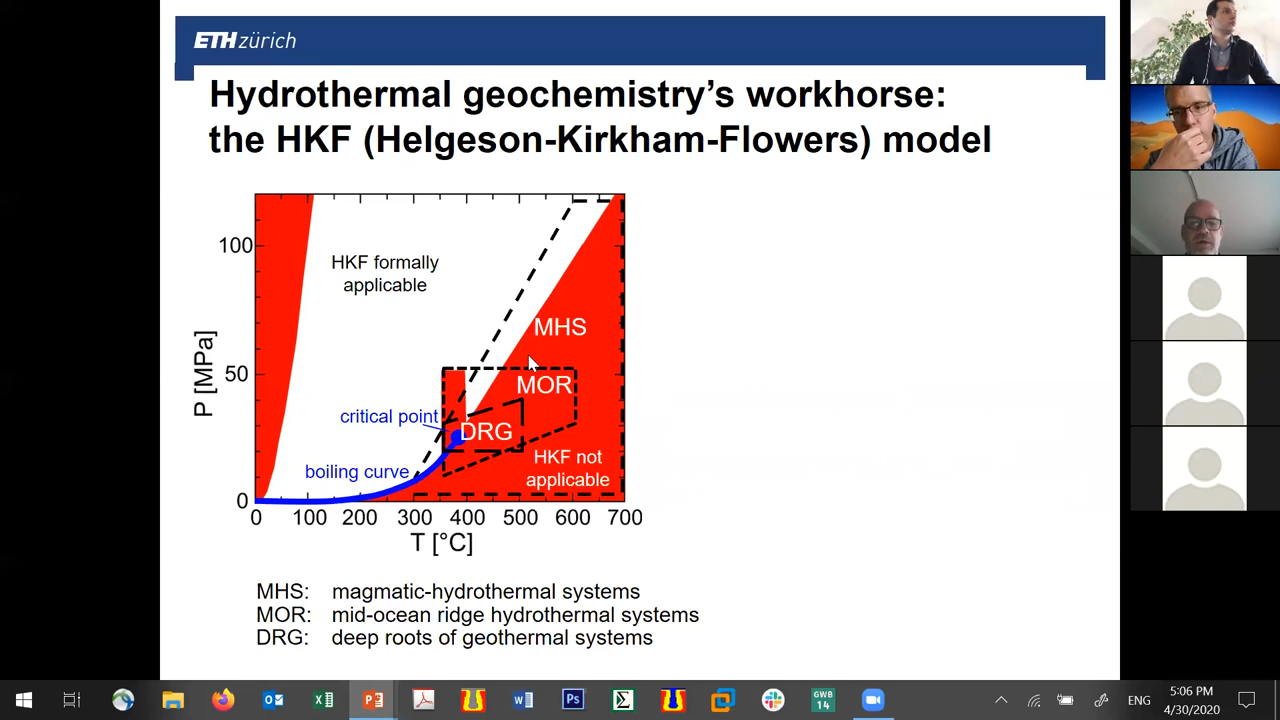 ETH zürich
Hydrothermal geochemistry's workhorse:
the HKF (Helgeson-Kirkham-Flowers) model
P [MPa]
100
50
0
HKF formally
applicable
MHS
MOR
critical point
DRG
boiling curve
HKF not
applicable
0 100 200 300 400 500 600 700
T [°C]
MHS: magmatic-hydrothermal systems
MOR: mid-ocean ridge hydrothermal systems
DRG: deep roots of geothermal systems
GWB
14
ENG
5:06 PM
4/30/2020